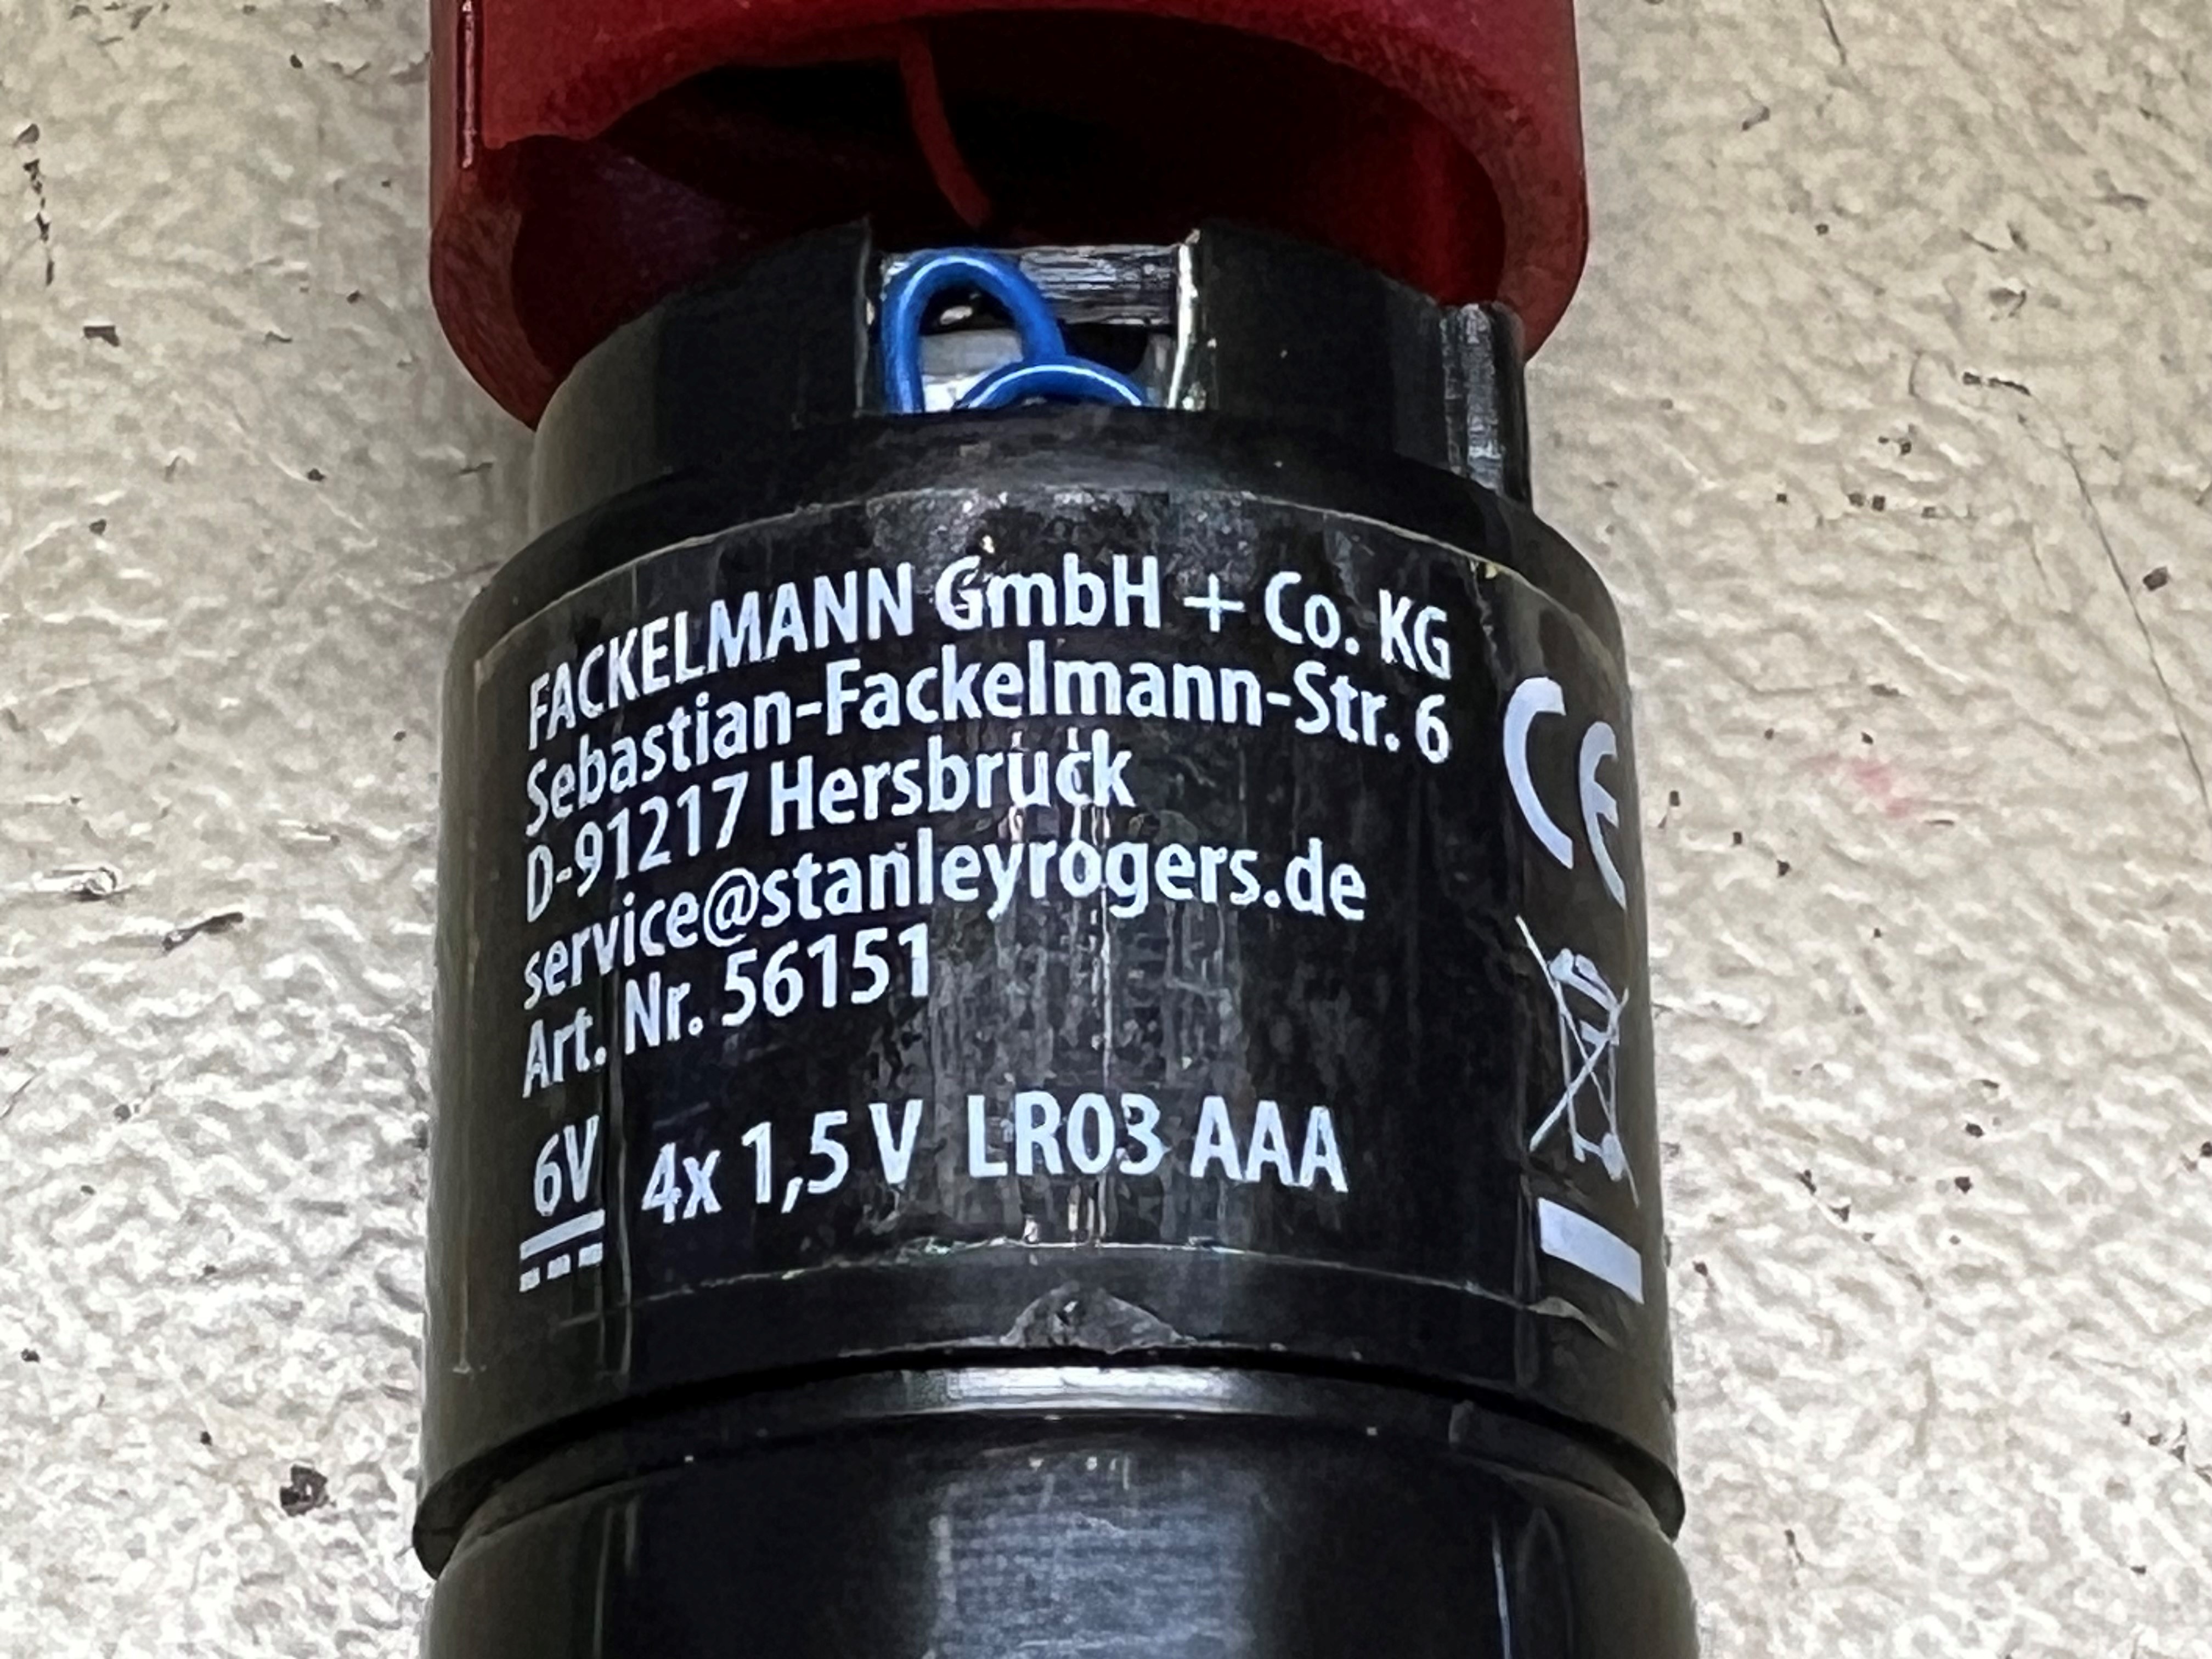 FACKELMANN GmbH + Co. KG
Sebastian-Fackelmann-Str. 6
D-91217 Hersbruck
service@stanleyrogers.de
Art. Nr. 56151
6V 4x 1,5 V LR03 AAA
CE